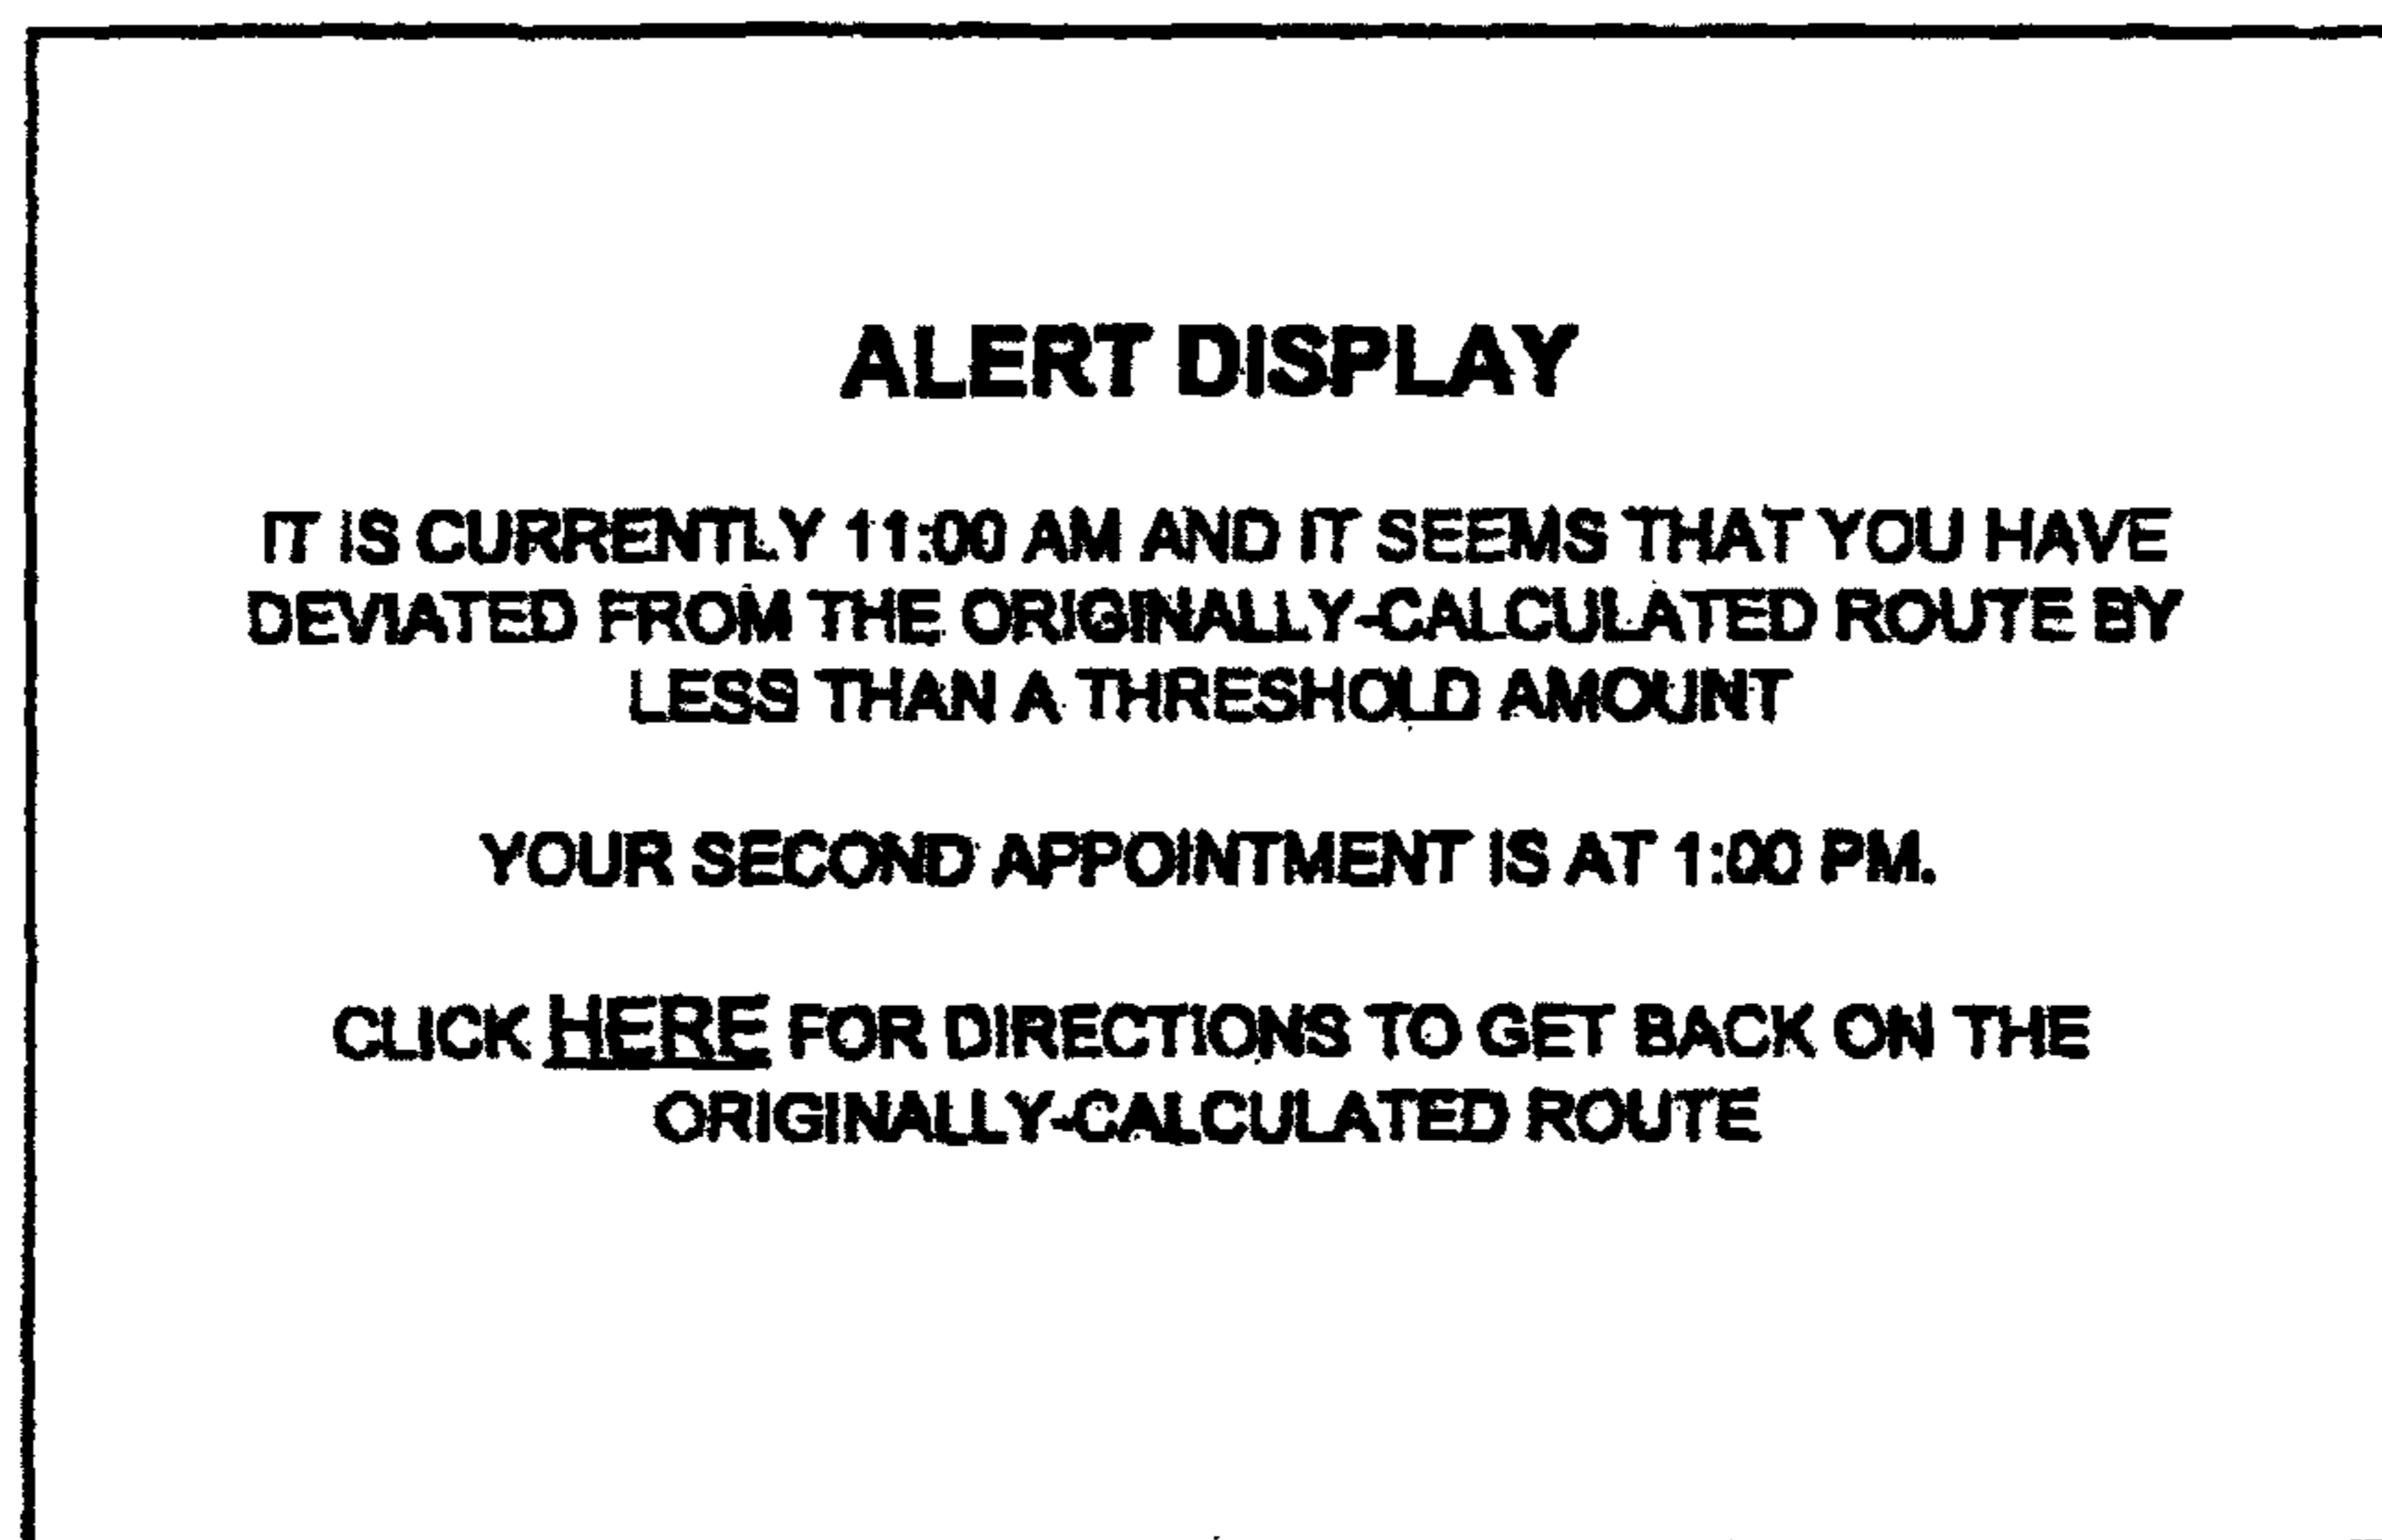 ALERT DISPLAY
IT IS CURRENTLY 11:00 AM AND IT SEEMS THAT YOU HAVE
DEVIATED FROM THE ORIGINALLY-CALCULATED ROUTE BY
LESS THAN A THRESHOLD AMOUNT
YOUR SECOND APPOINTMENT IS AT 1:00 PM.
CLICK HERE FOR DIRECTIONS TO GET BACK ON THE
ORIGINALLY-CALCULATED ROUTE